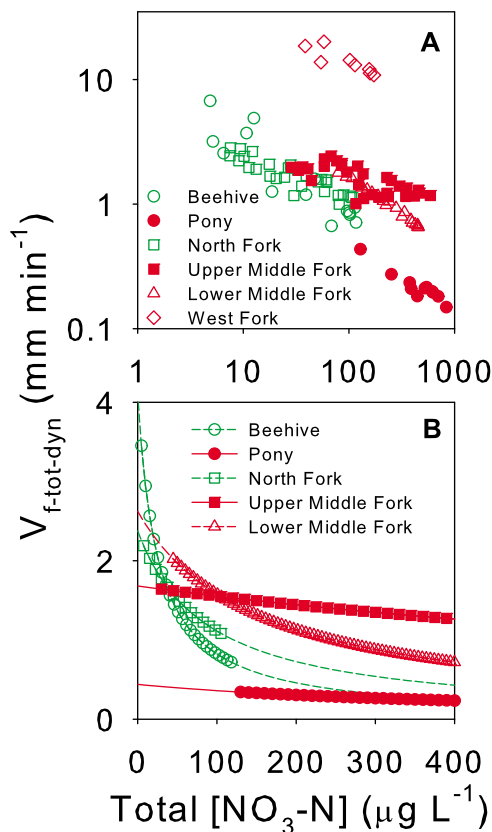 A
10
1
0.1
Beehive
Pony
North Fork
Upper Middle Fork
Lower Middle Fork
West Fork
1 10 100 1000
V_f-tot-dyn (mm min⁻¹)
B
4
2
0
Beehive
Pony
North Fork
Upper Middle Fork
Lower Middle Fork
0 100 200 300 400
Total [NO₃-N] (µg L⁻¹)